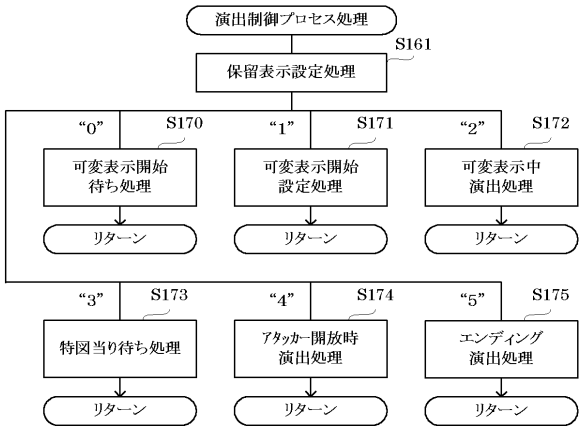 演出制御プロセス処理
S161
保留表示設定処理
“0”
S170
“1”
S171
“2”
S172
可変表示開始
待ち処理
可変表示開始
設定処理
可変表示中
演出処理
リターン
リターン
リターン
“3”
S173
“4”
S174
“5”
S175
特図当り待ち処理
アタッカー開放時
演出処理
エンディング
演出処理
リターン
リターン
リターン